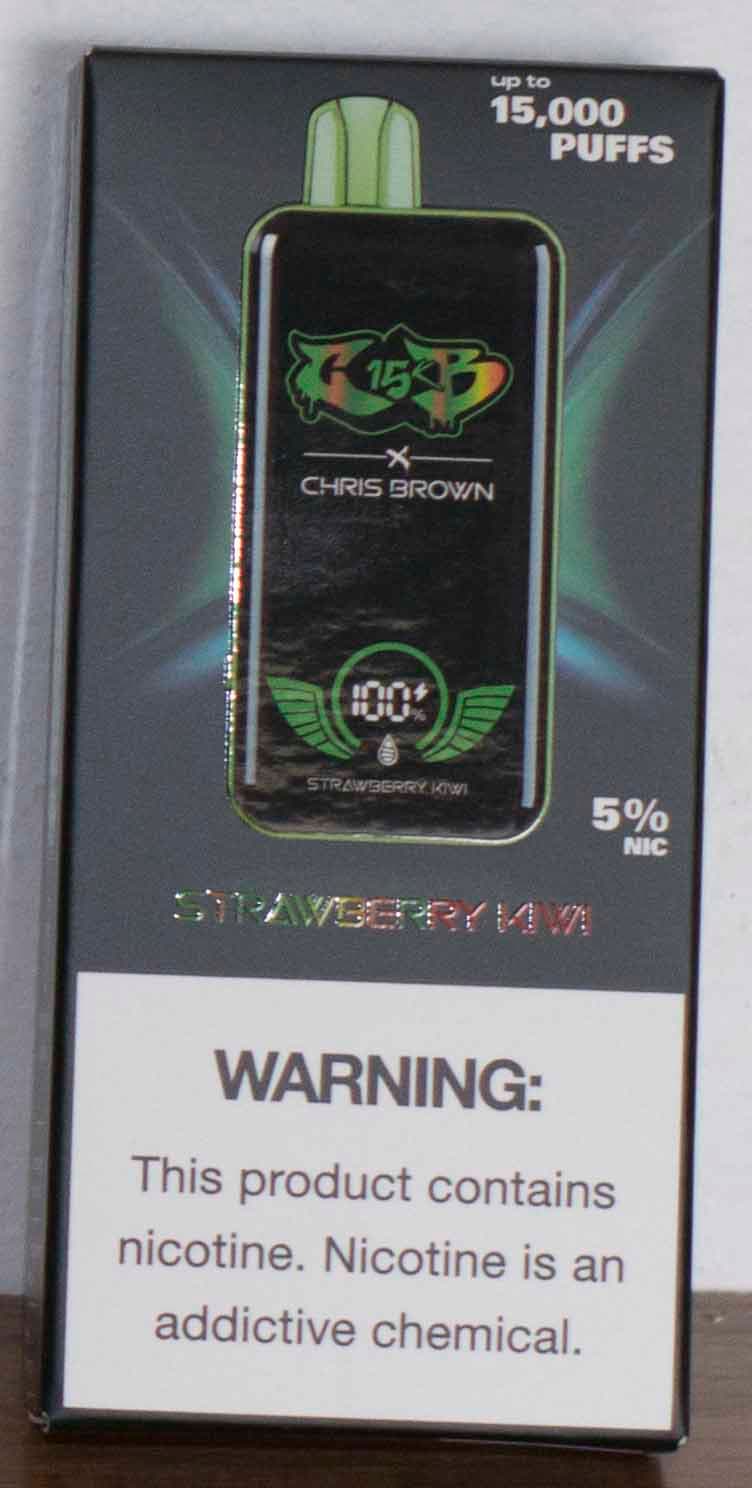 up to
15,000
PUFFS
C15KB
X
CHRIS BROWN
100%
STRAWBERRY KIWI
5%
NIC
STRAWBERRY KIWI
WARNING:
This product contains
nicotine. Nicotine is an
addictive chemical.